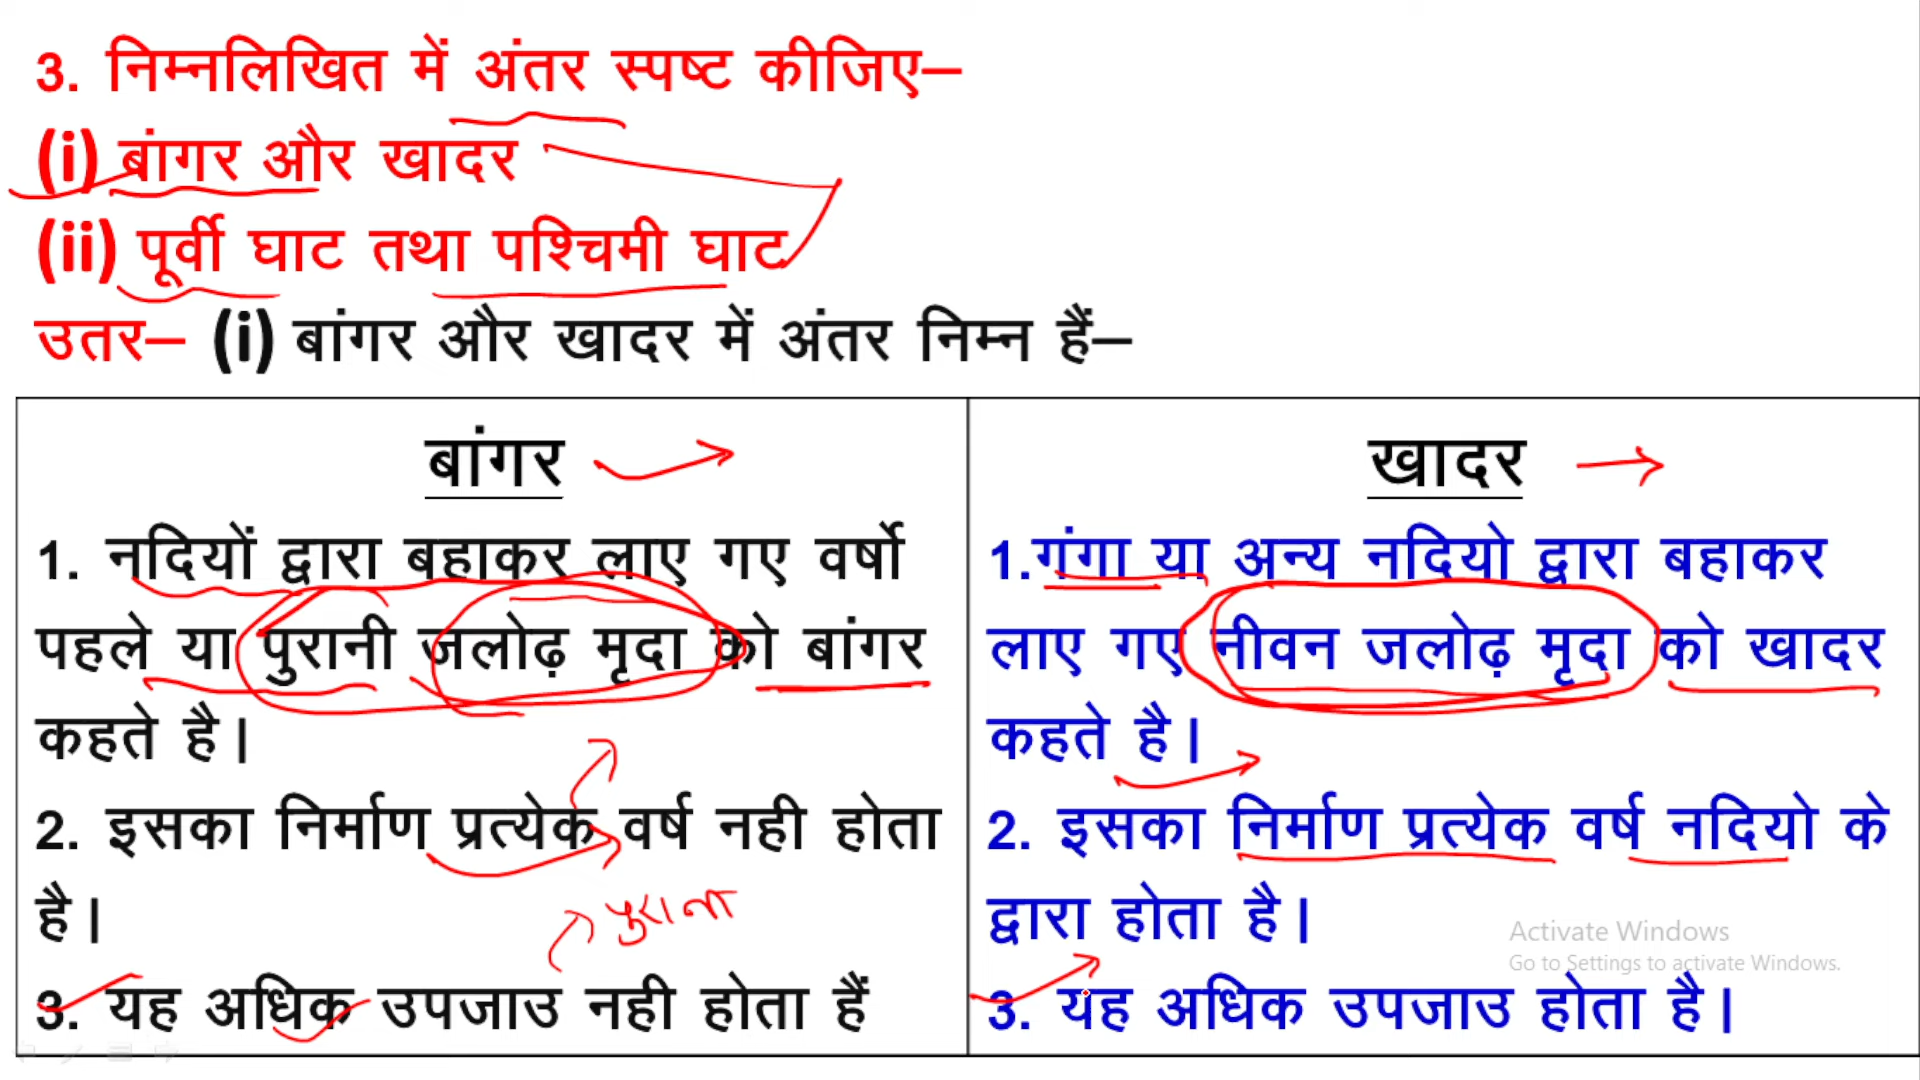 3. निम्नलिखित में अंतर स्पष्ट कीजिए–
(i) बांगर और खादर
(ii) पूर्वी घाट तथा पश्चिमी घाट
उतर– (i) बांगर और खादर में अंतर निम्न हैं–
बांगर
1. नदियों द्वारा बहाकर लाए गए वर्षो
पहले या पुरानी जलोढ़ मृदा को बांगर
कहते है।
2. इसका निर्माण प्रत्येक वर्ष नही होता
है।
पुराना
3. यह अधिक उपजाउ नही होता हैं
खादर
1.गंगा या अन्य नदियो द्वारा बहाकर
लाए गए नीवन जलोढ़ मृदा को खादर
कहते है।
2. इसका निर्माण प्रत्येक वर्ष नदियो के
द्वारा होता है।
3. यह अधिक उपजाउ होता है।
Activate Windows
Go to Settings to activate Windows.